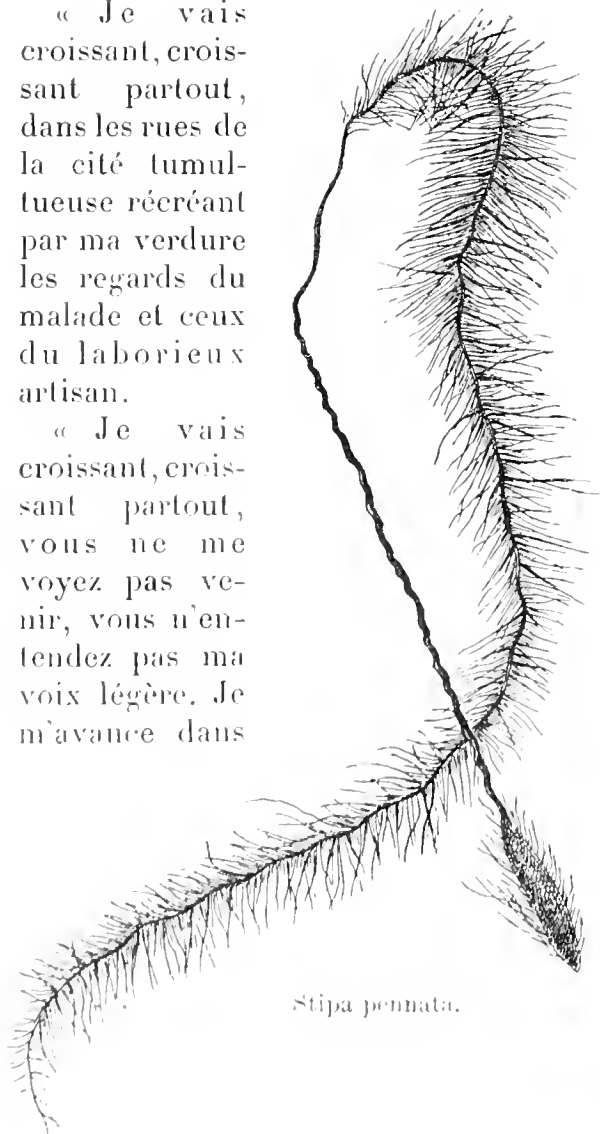 « Je vais
croissant, crois-
sant partout,
dans les rues de
la cité tumul-
tueuse récréant
par ma verdure
les regards du
malade et ceux
du laborieux
artisan.
« Je vais
croissant, crois-
sant partout,
vous ne me
voyez pas ve-
nir, vous n'en-
tendez pas ma
voix légère. Je
m'avance dans
Stipa pennata.